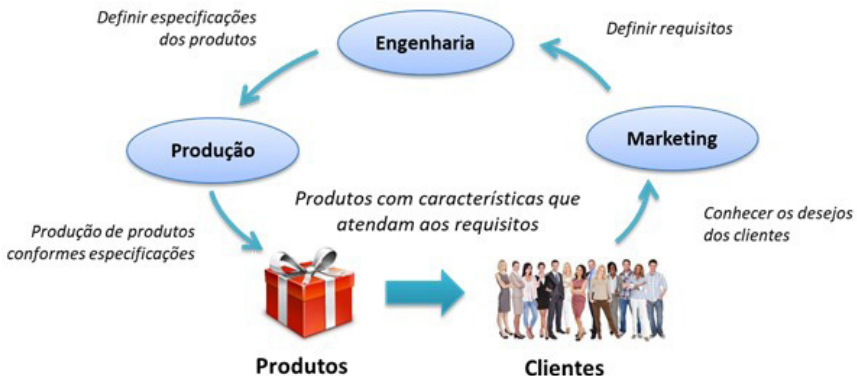 Definir especificações
dos produtos
Engenharia
Definir requisitos
Produção
Marketing
Produtos com características que
atendam aos requisitos
Produção de produtos
conformes especificações
Conhecer os desejos
dos clientes
Produtos
Clientes